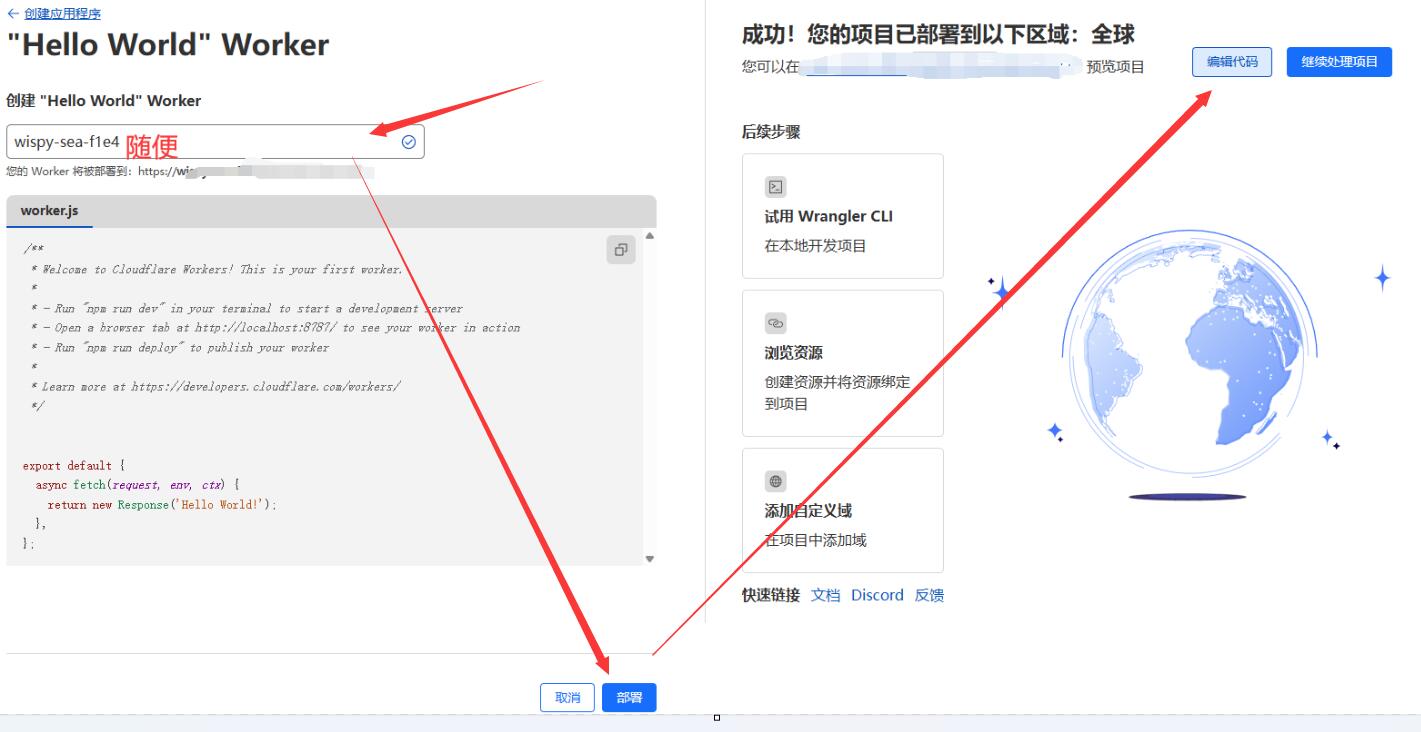 ← 创建应用程序
"Hello World" Worker
创建 "Hello World" Worker
wispy-sea-f1e4 随便
您的 Worker 将被部署到：https://wis
worker.js
/**
* Welcome to Cloudflare Workers! This is your first worker.
*
* - Run "npm run dev" in your terminal to start a development server
* - Open a browser tab at http://localhost:8787/ to see your worker in action
* - Run "npm run deploy" to publish your worker
*
* Learn more at https://developers.cloudflare.com/workers/
*/
export default {
async fetch(request, env, ctx) {
return new Response('Hello World!');
},
};
取消
部署
成功！您的项目已部署到以下区域：全球
您可以在 预览项目
编辑代码
继续处理项目
后续步骤
试用 Wrangler CLI
在本地开发项目
浏览资源
创建资源并将资源绑定
到项目
添加自定义域
在项目中添加域
快速链接 文档 Discord 反馈